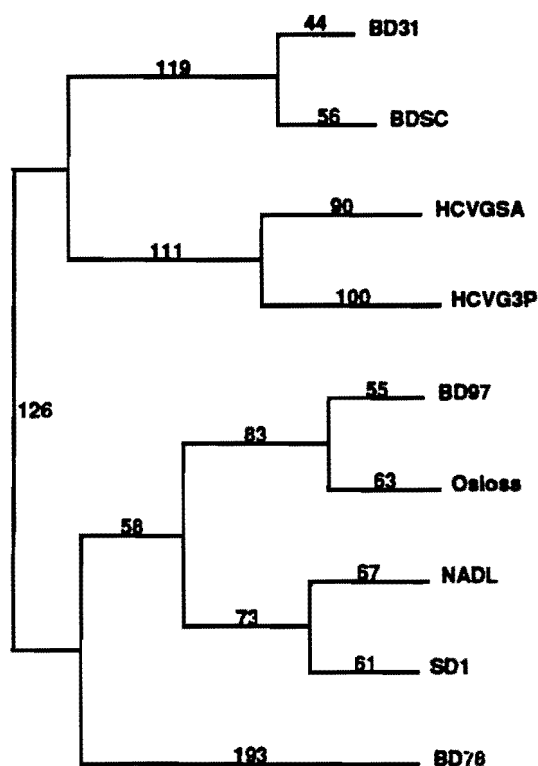 44 BD31
119
56 BDSC
90 HCVGSA
111
100 HCVG3P
55 BD97
126
83
63 Osloss
58
67 NADL
73
61 SD1
193 BD78